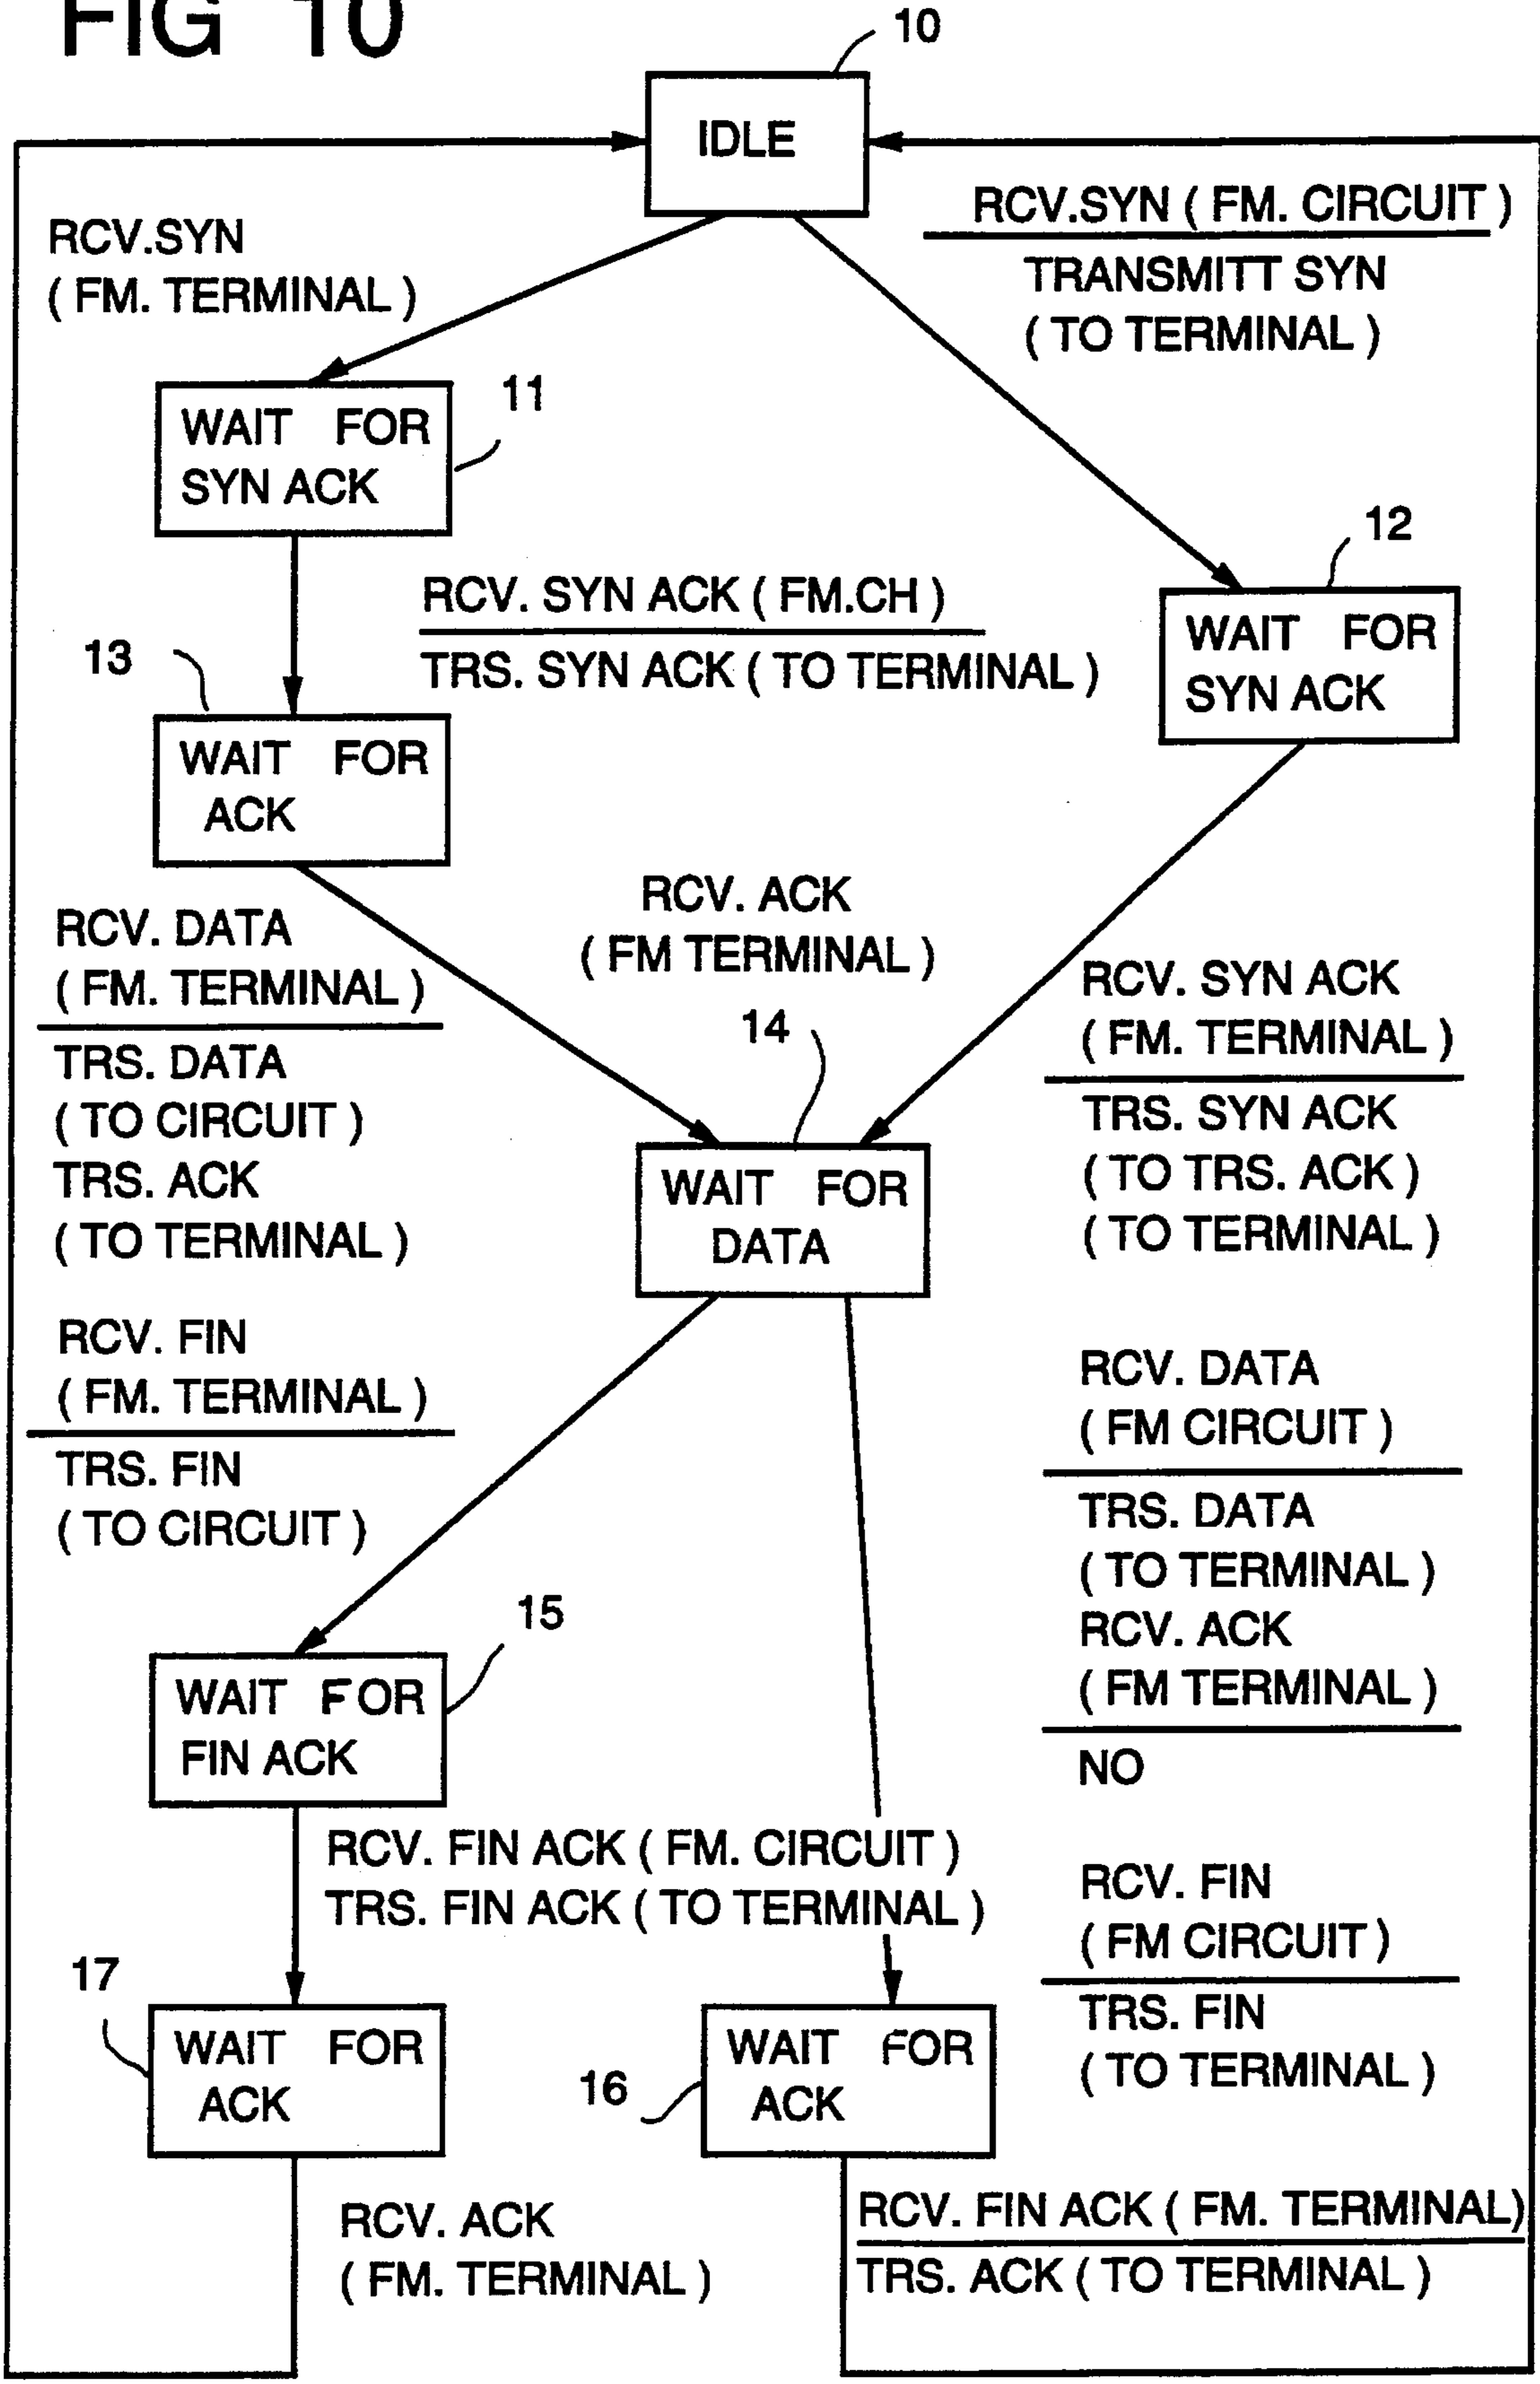 FIG 10
10
IDLE
RCV.SYN
( FM. TERMINAL )
RCV.SYN ( FM. CIRCUIT )
TRANSMITT SYN
( TO TERMINAL )
11
WAIT FOR
SYN ACK
12
WAIT FOR
SYN ACK
RCV. SYN ACK ( FM.CH )
TRS. SYN ACK ( TO TERMINAL )
13
WAIT FOR
ACK
RCV. ACK
( FM TERMINAL )
RCV. DATA
( FM. TERMINAL )
TRS. DATA
( TO CIRCUIT )
TRS. ACK
( TO TERMINAL )
14
WAIT FOR
DATA
RCV. SYN ACK
( FM. TERMINAL )
TRS. SYN ACK
( TO TRS. ACK )
( TO TERMINAL )
RCV. FIN
( FM. TERMINAL )
TRS. FIN
( TO CIRCUIT )
RCV. DATA
( FM CIRCUIT )
TRS. DATA
( TO TERMINAL )
RCV. ACK
( FM TERMINAL )
NO
15
WAIT FOR
FIN ACK
RCV. FIN ACK ( FM. CIRCUIT )
TRS. FIN ACK ( TO TERMINAL )
RCV. FIN
( FM CIRCUIT )
TRS. FIN
( TO TERMINAL )
17
WAIT FOR
ACK
16
WAIT FOR
ACK
RCV. ACK
( FM. TERMINAL )
RCV. FIN ACK ( FM. TERMINAL)
TRS. ACK ( TO TERMINAL )